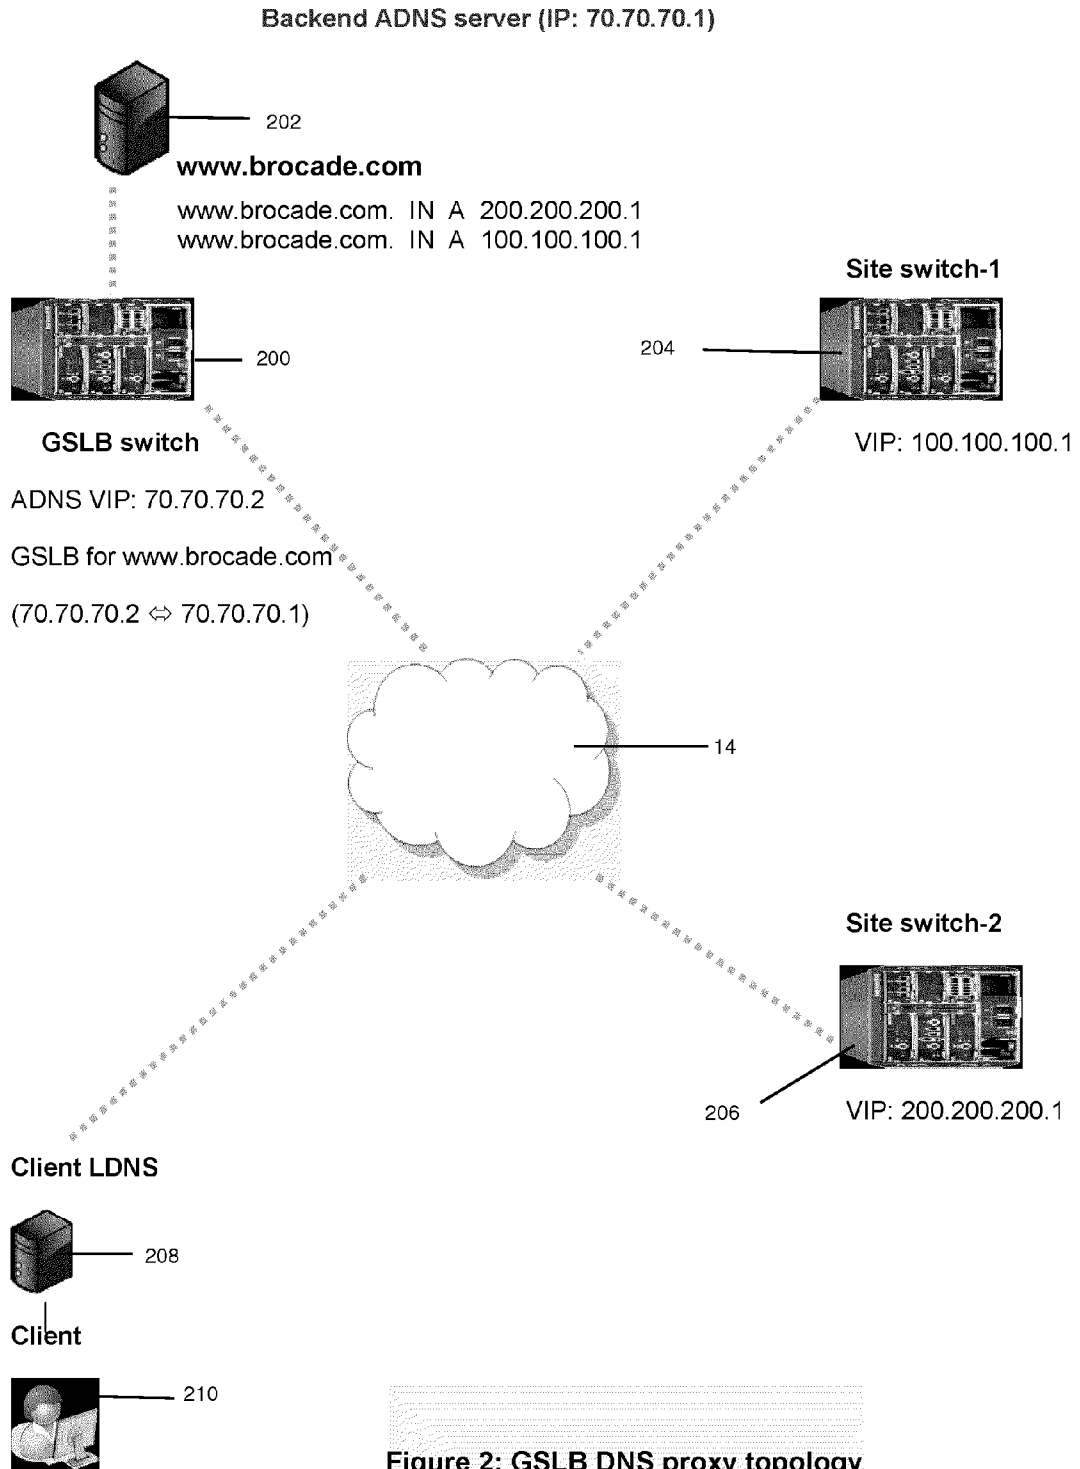 Backend ADNS server (IP: 70.70.70.1)
202
www.brocade.com
www.brocade.com. IN A 200.200.200.1
www.brocade.com. IN A 100.100.100.1
Site switch-1
200
204
GSLB switch
VIP: 100.100.100.1
ADNS VIP: 70.70.70.2
GSLB for www.brocade.com
(70.70.70.2 ⇔ 70.70.70.1)
14
Site switch-2
206
VIP: 200.200.200.1
Client LDNS
208
Client
210
Figure 2: GSLB DNS proxy topology